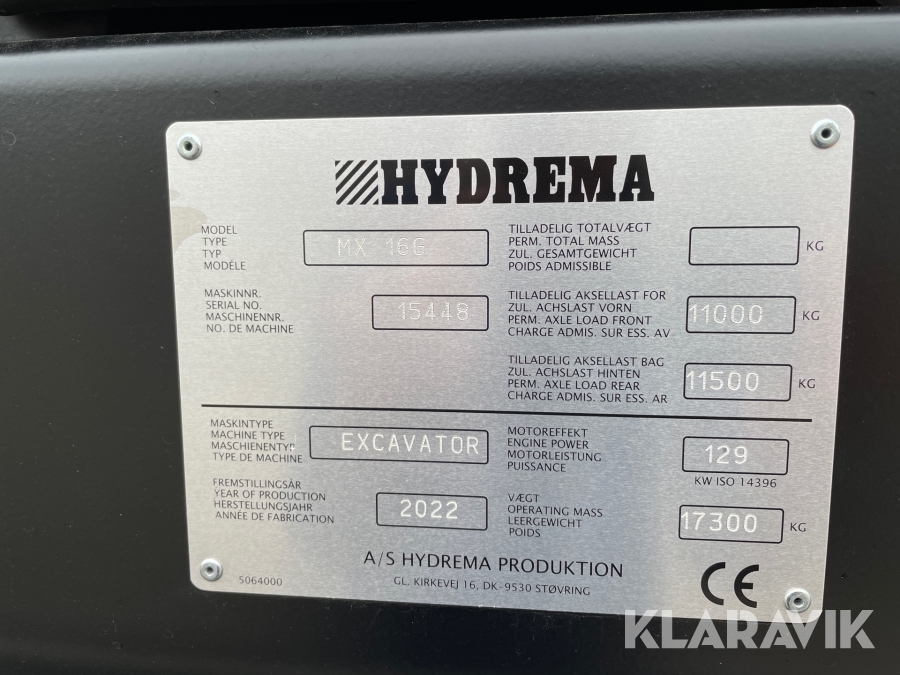 HYDREMA
MODEL
TYPE
TYP
MODÈLE
MX 16G
TILLADELIG TOTALVÆGT
PERM. TOTAL MASS
ZUL. GESAMTGEWICHT
POIDS ADMISSIBLE
KG
MASKINNR.
SERIAL NO.
MASCHINENNR.
NO. DE MACHINE
15448
TILLADELIG AKSELLAST FOR
ZUL. ACHSLAST VORN
PERM. AXLE LOAD FRONT
CHARGE ADMIS. SUR ESS. AV
11000 KG
TILLADELIG AKSELLAST BAG
ZUL. ACHSLAST HINTEN
PERM. AXLE LOAD REAR
CHARGE ADMIS. SUR ESS. AR
11500 KG
MASKINTYPE
MACHINE TYPE
MASCHIENENTYP
TYPE DE MACHINE
EXCAVATOR
MOTOREFFEKT
ENGINE POWER
MOTORLEISTUNG
PUISSANCE
129
KW ISO 14396
FREMSTILLINGSÅR
YEAR OF PRODUCTION
HERSTELLUNGSJAHR
ANNÉE DE FABRICATION
2022
VÆGT
OPERATING MASS
LEERGEWICHT
POIDS
17300 KG
A/S HYDREMA PRODUKTION
GL. KIRKEVEJ 16, DK-9530 STØVRING
5064000
CE
KLARAVIK